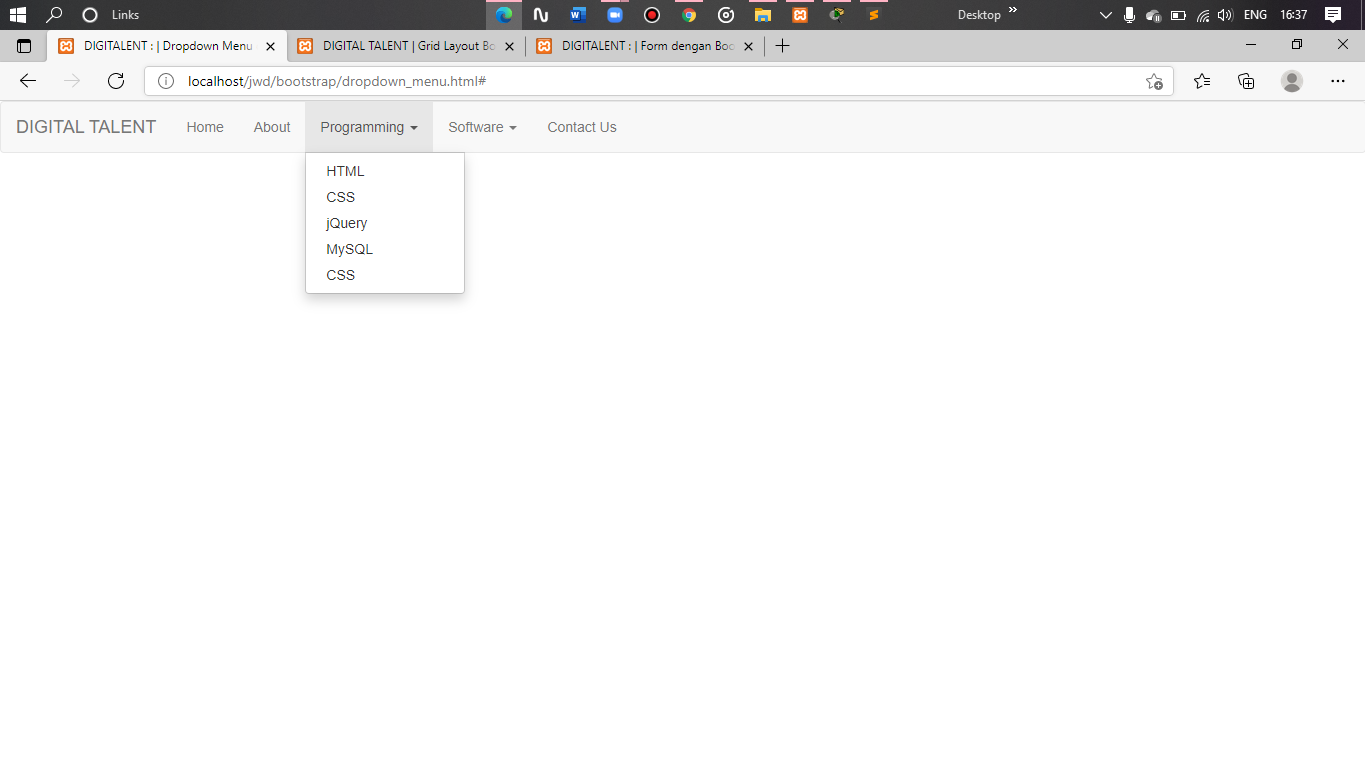 Links
Desktop »
ENG 16:37
DIGITALENT : | Dropdown Menu
DIGITAL TALENT | Grid Layout Bo
DIGITALENT : | Form dengan Boo
localhost/jwd/bootstrap/dropdown_menu.html#
DIGITAL TALENT Home About Programming Software Contact Us
HTML
CSS
jQuery
MySQL
CSS